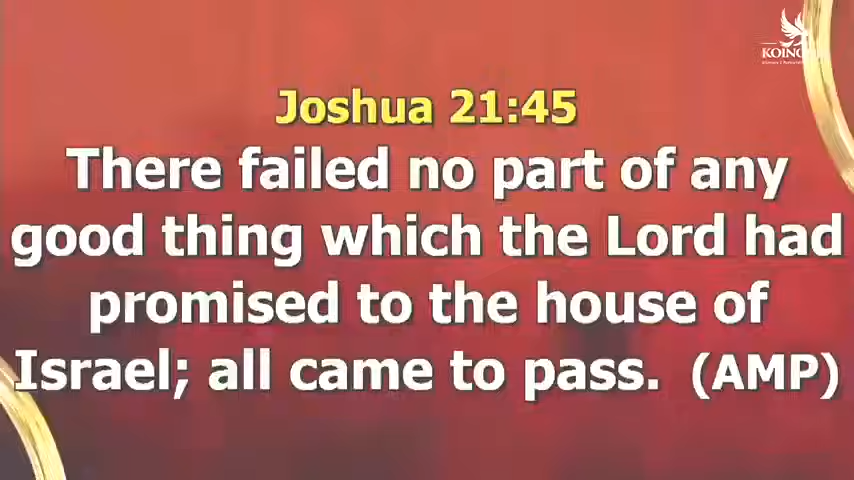 Joshua 21:45
There failed no part of any
good thing which the Lord had
promised to the house of
Israel; all came to pass. (AMP)